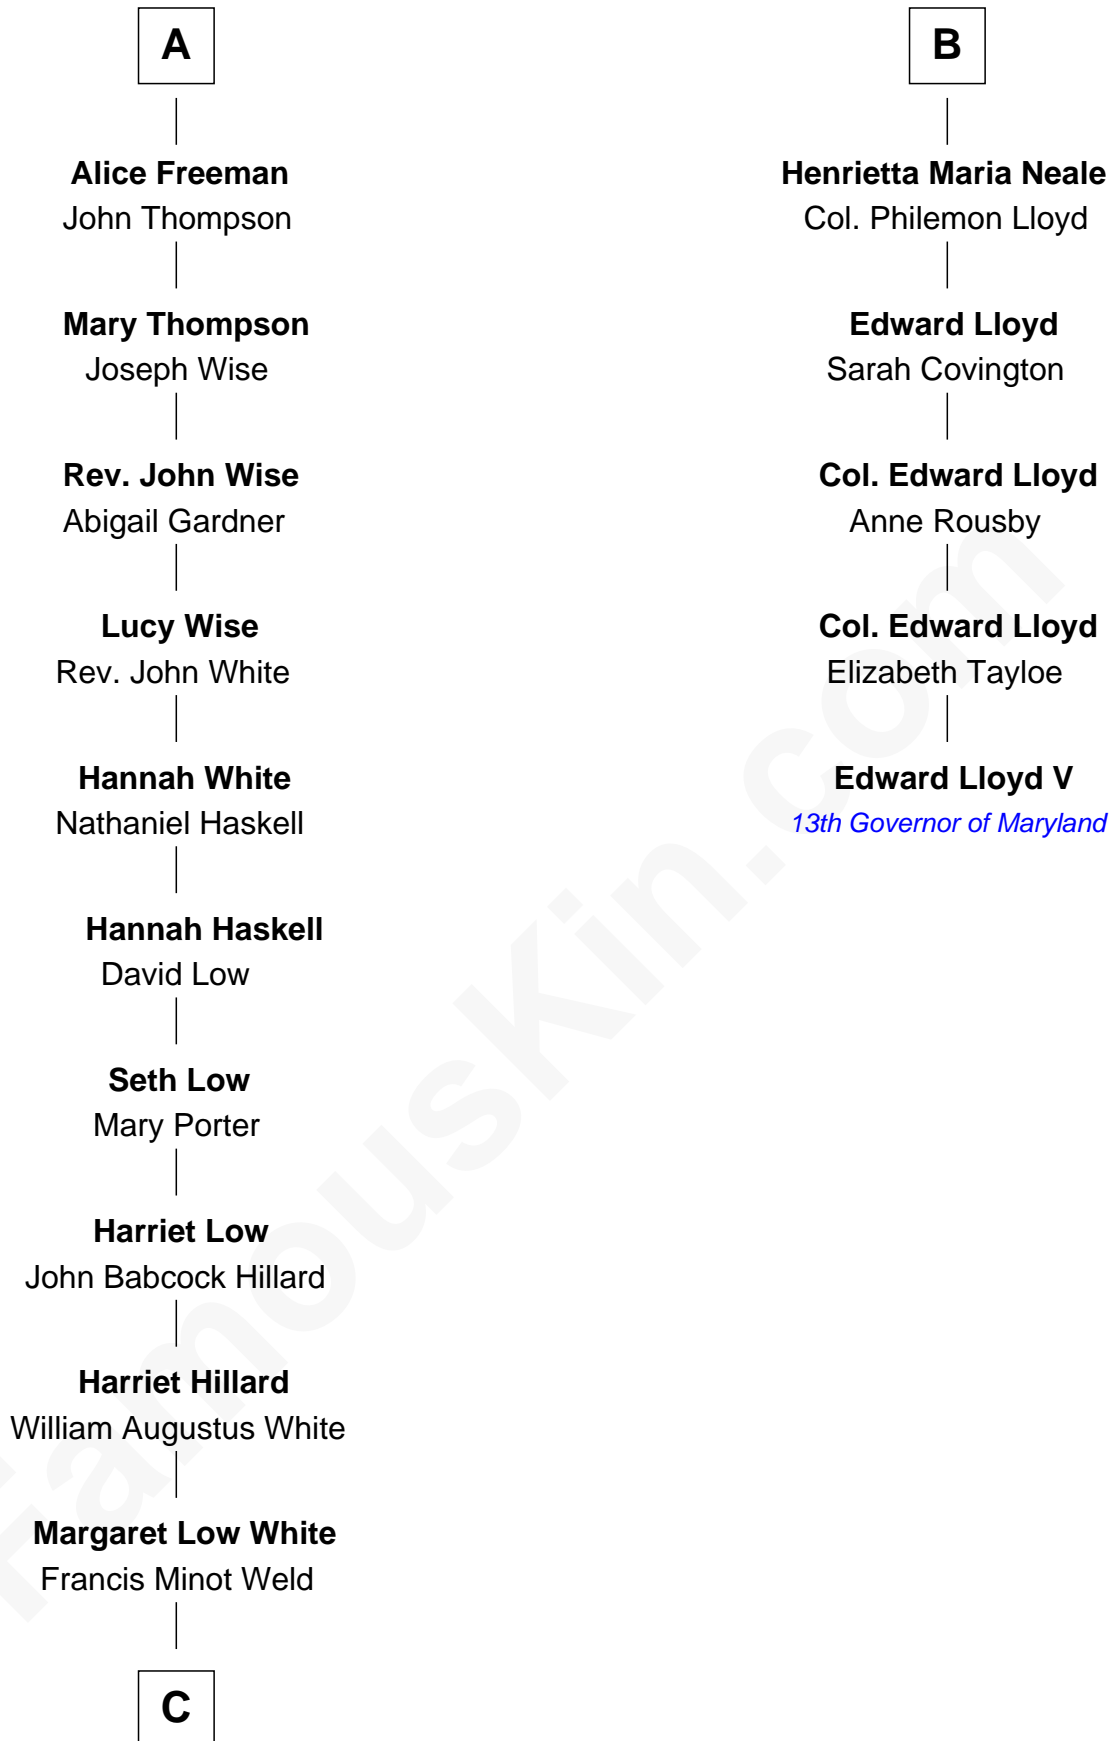 A
Alice Freeman
John Thompson
Mary Thompson
Joseph Wise
Rev. John Wise
Abigail Gardner
Lucy Wise
Rev. John White
Hannah White
Nathaniel Haskell
Hannah Haskell
David Low
Seth Low
Mary Porter
Harriet Low
John Babcock Hillard
Harriet Hillard
William Augustus White
Margaret Low White
Francis Minot Weld
C
B
Henrietta Maria Neale
Col. Philemon Lloyd
Edward Lloyd
Sarah Covington
Col. Edward Lloyd
Anne Rousby
Col. Edward Lloyd
Elizabeth Tayloe
Edward Lloyd V
13th Governor of Maryland
FamousKin.com